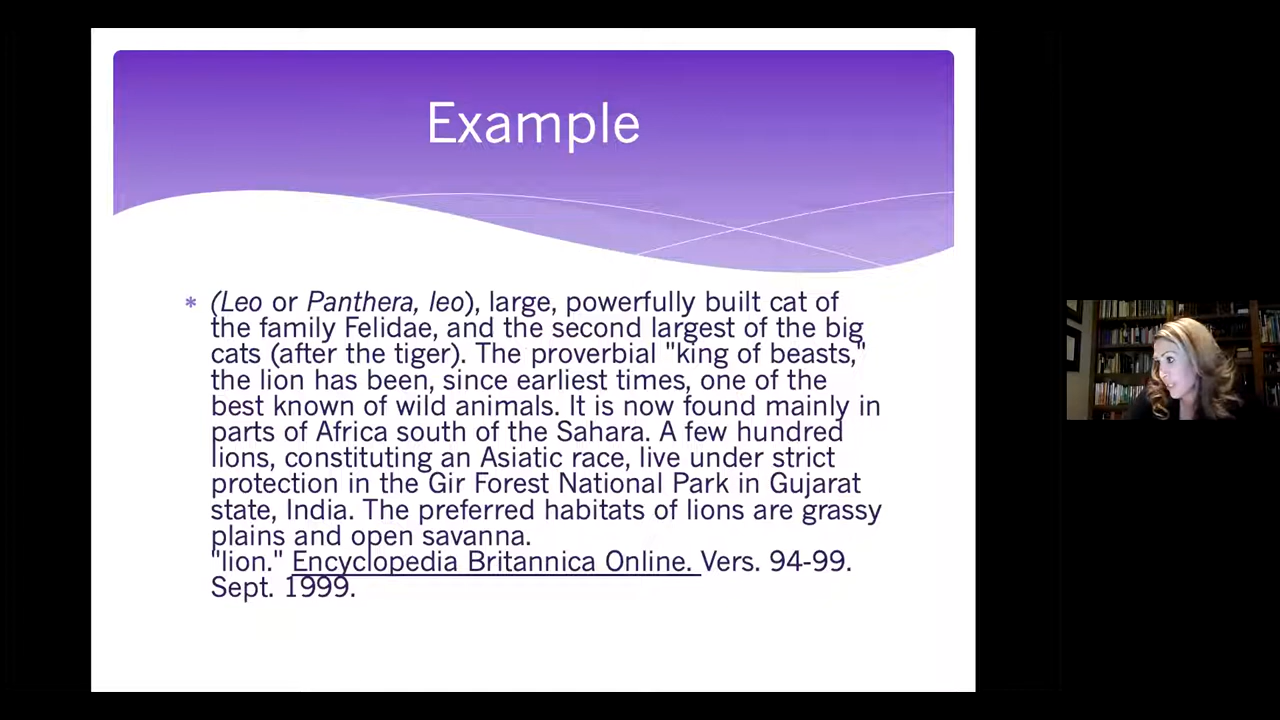 Example
* (Leo or Panthera, leo), large, powerfully built cat of
the family Felidae, and the second largest of the big
cats (after the tiger). The proverbial "king of beasts,"
the lion has been, since earliest times, one of the
best known of wild animals. It is now found mainly in
parts of Africa south of the Sahara. A few hundred
lions, constituting an Asiatic race, live under strict
protection in the Gir Forest National Park in Gujarat
state, India. The preferred habitats of lions are grassy
plains and open savanna.
"lion." Encyclopedia Britannica Online. Vers. 94-99.
Sept. 1999.